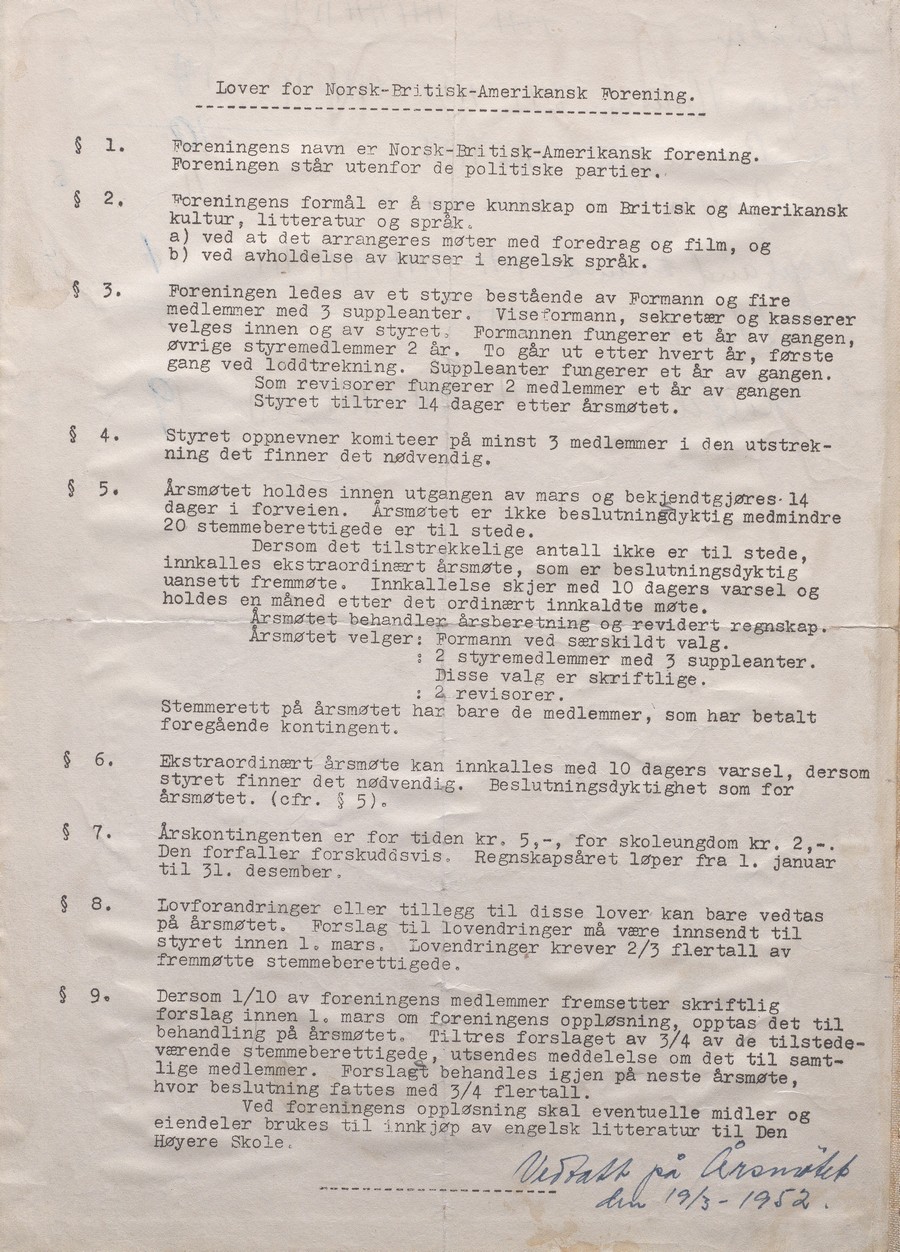 Lover for Norsk-Britisk-Amerikansk Forening.
§ 1. Foreningens navn er Norsk-Britisk-Amerikansk forening.
Foreningen står utenfor de politiske partier.
§ 2. Foreningens formål er å spre kunnskap om Britisk og Amerikansk
kultur, litteratur og språk.
a) ved at det arrangeres møter med foredrag og film, og
b) ved avholdelse av kurser i engelsk språk.
§ 3. Foreningen ledes av et styre bestående av Formann og fire
medlemmer med 3 suppleanter. Viseformann, sekretær og kasserer
velges innen og av styret. Formannen fungerer et år av gangen,
øvrige styremedlemmer 2 år. To går ut etter hvert år, første
gang ved loddtrekning. Suppleanter fungerer et år av gangen.
Som revisorer fungerer 2 medlemmer et år av gangen
Styret tiltrer 14 dager etter årsmøtet.
§ 4. Styret oppnevner komiteer på minst 3 medlemmer i den utstrek-
ning det finner det nødvendig.
§ 5. Årsmøtet holdes innen utgangen av mars og bekjendtgjøres 14
dager i forveien. Årsmøtet er ikke beslutningsdyktig medmindre
20 stemmeberettigede er til stede.
Dersom det tilstrekkelige antall ikke er til stede,
innkalles ekstraordinært årsmøte, som er beslutningsdyktig
uansett fremmøte. Innkallelse skjer med 10 dagers varsel og
holdes en måned etter det ordinært innkaldte møte.
Årsmøtet behandler årsberetning og revidert regnskap.
Årsmøtet velger: Formann ved særskildt valg.
: 2 styremedlemmer med 3 suppleanter.
Disse valg er skriftlige.
: 2 revisorer.
Stemmerett på årsmøtet har bare de medlemmer, som har betalt
foregående kontingent.
§ 6. Ekstraordinært årsmøte kan innkalles med 10 dagers varsel, dersom
styret finner det nødvendig. Beslutningsdyktighet som for
årsmøtet. (cfr. § 5).
§ 7. Årskontingenten er for tiden kr. 5,-, for skoleungdom kr. 2,-.
Den forfaller forskuddsvis. Regnskapsåret løper fra 1. januar
til 31. desember.
§ 8. Lovforandringer eller tillegg til disse lover kan bare vedtas
på årsmøtet. Forslag til lovendringer må være innsendt til
styret innen 1. mars. Lovendringer krever 2/3 flertall av
fremmøtte stemmeberettigede.
§ 9. Dersom 1/10 av foreningens medlemmer fremsetter skriftlig
forslag innen 1. mars om foreningens oppløsning, opptas det til
behandling på årsmøtet. Tiltres forslaget av 3/4 av de tilstede-
værende stemmeberettigede, utsendes meddelelse om det til samt-
lige medlemmer. Forslagt behandles igjen på neste årsmøte,
hvor beslutning fattes med 3/4 flertall.
Ved foreningens oppløsning skal eventuelle midler og
eiendeler brukes til innkjøp av engelsk litteratur til Den
Høyere Skole.
Vedtatt på Årsmötet
den 19/3-1952.